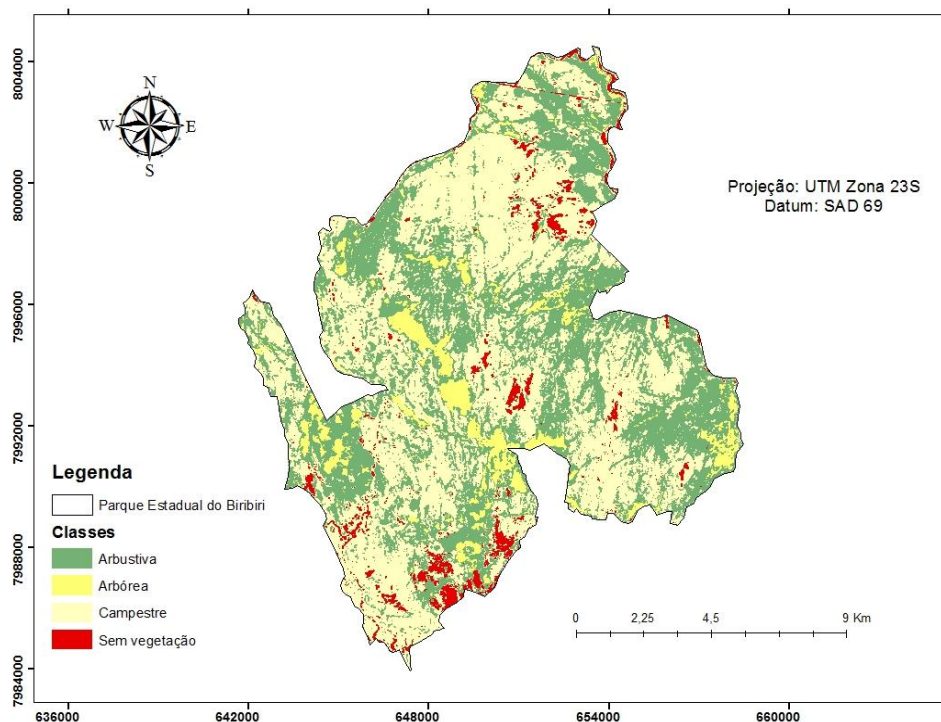 N
W E
S
Projeção: UTM Zona 23S
Datum: SAD 69
8004000
8000000
7996000
7992000
7988000
7984000
Legenda
Parque Estadual do Biribiri
Classes
Arbustiva
Arbórea
Campestre
Sem vegetação
0 2,25 4,5 9 Km
636000 642000 648000 654000 660000